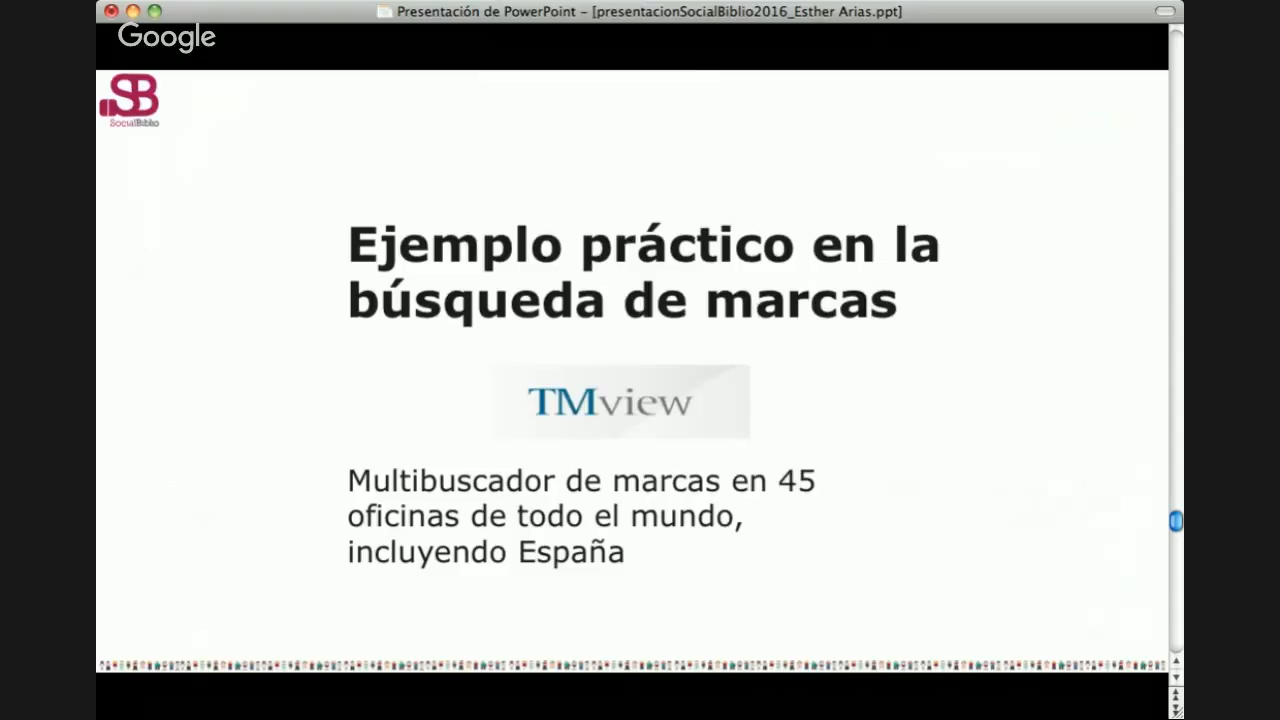 Presentación de PowerPoint – [presentacionSocialBiblio2016_Esther Arias.ppt]
Google
SB
SocialBiblio
Ejemplo práctico en la
búsqueda de marcas
TMview
Multibuscador de marcas en 45
oficinas de todo el mundo,
incluyendo España